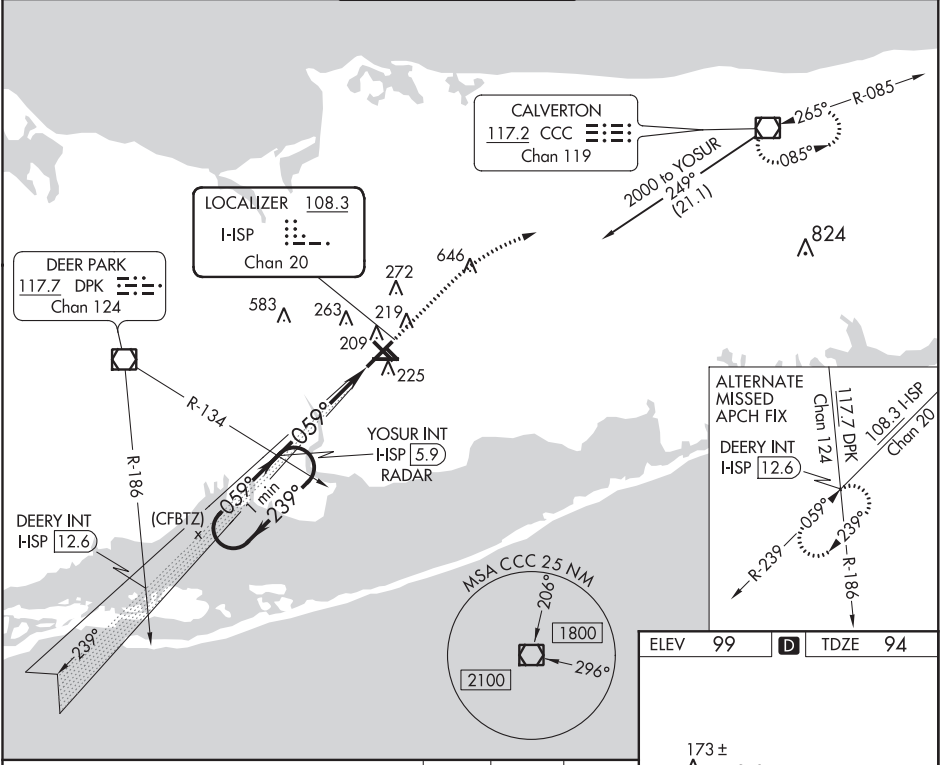 CALVERTON
117.2 CCC
Chan 119
265°
R-085
085°
2000 to YOSUR
249°
(21.1)
824
LOCALIZER 108.3
I-ISP
Chan 20
DEER PARK
117.7 DPK
Chan 124
646
272
583
263
219
209
225
R-134
R-186
059°
YOSUR INT
I-ISP 5.9
RADAR
059°
1 min
239°
(CFBTZ)
x
DEERY INT
I-ISP 12.6
239°
MSA CCC 25 NM
206°
1800
296°
2100
ALTERNATE
MISSED
APCH FIX
117.7 DPK
Chan 124
108.3 I-ISP
Chan 20
DEERY INT
I-ISP 12.6
059°
239°
R-239
R-186
ELEV 99 D TDZE 94
173 ±